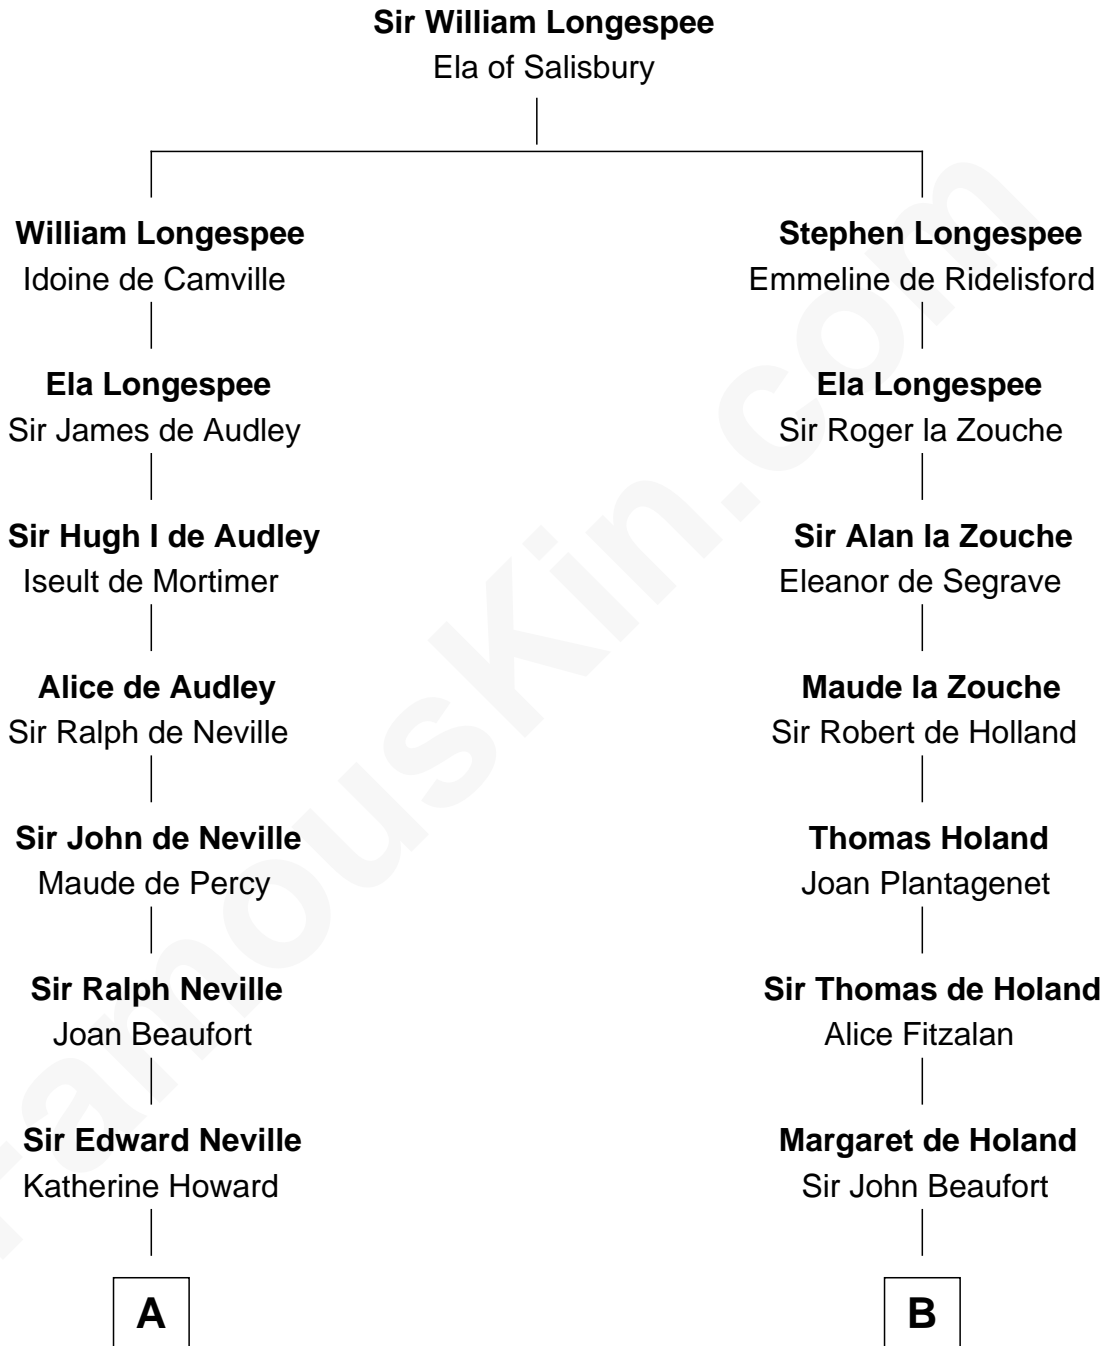 Sir William Longespee
Ela of Salisbury
William Longespee
Idoine de Camville
Stephen Longespee
Emmeline de Ridelisford
Ela Longespee
Sir James de Audley
Ela Longespee
Sir Roger la Zouche
Sir Hugh I de Audley
Iseult de Mortimer
Sir Alan la Zouche
Eleanor de Segrave
Alice de Audley
Sir Ralph de Neville
Maude la Zouche
Sir Robert de Holland
Sir John de Neville
Maude de Percy
Thomas Holand
Joan Plantagenet
Sir Ralph Neville
Joan Beaufort
Sir Thomas de Holand
Alice Fitzalan
Sir Edward Neville
Katherine Howard
Margaret de Holand
Sir John Beaufort
A
B
FamousKin.com